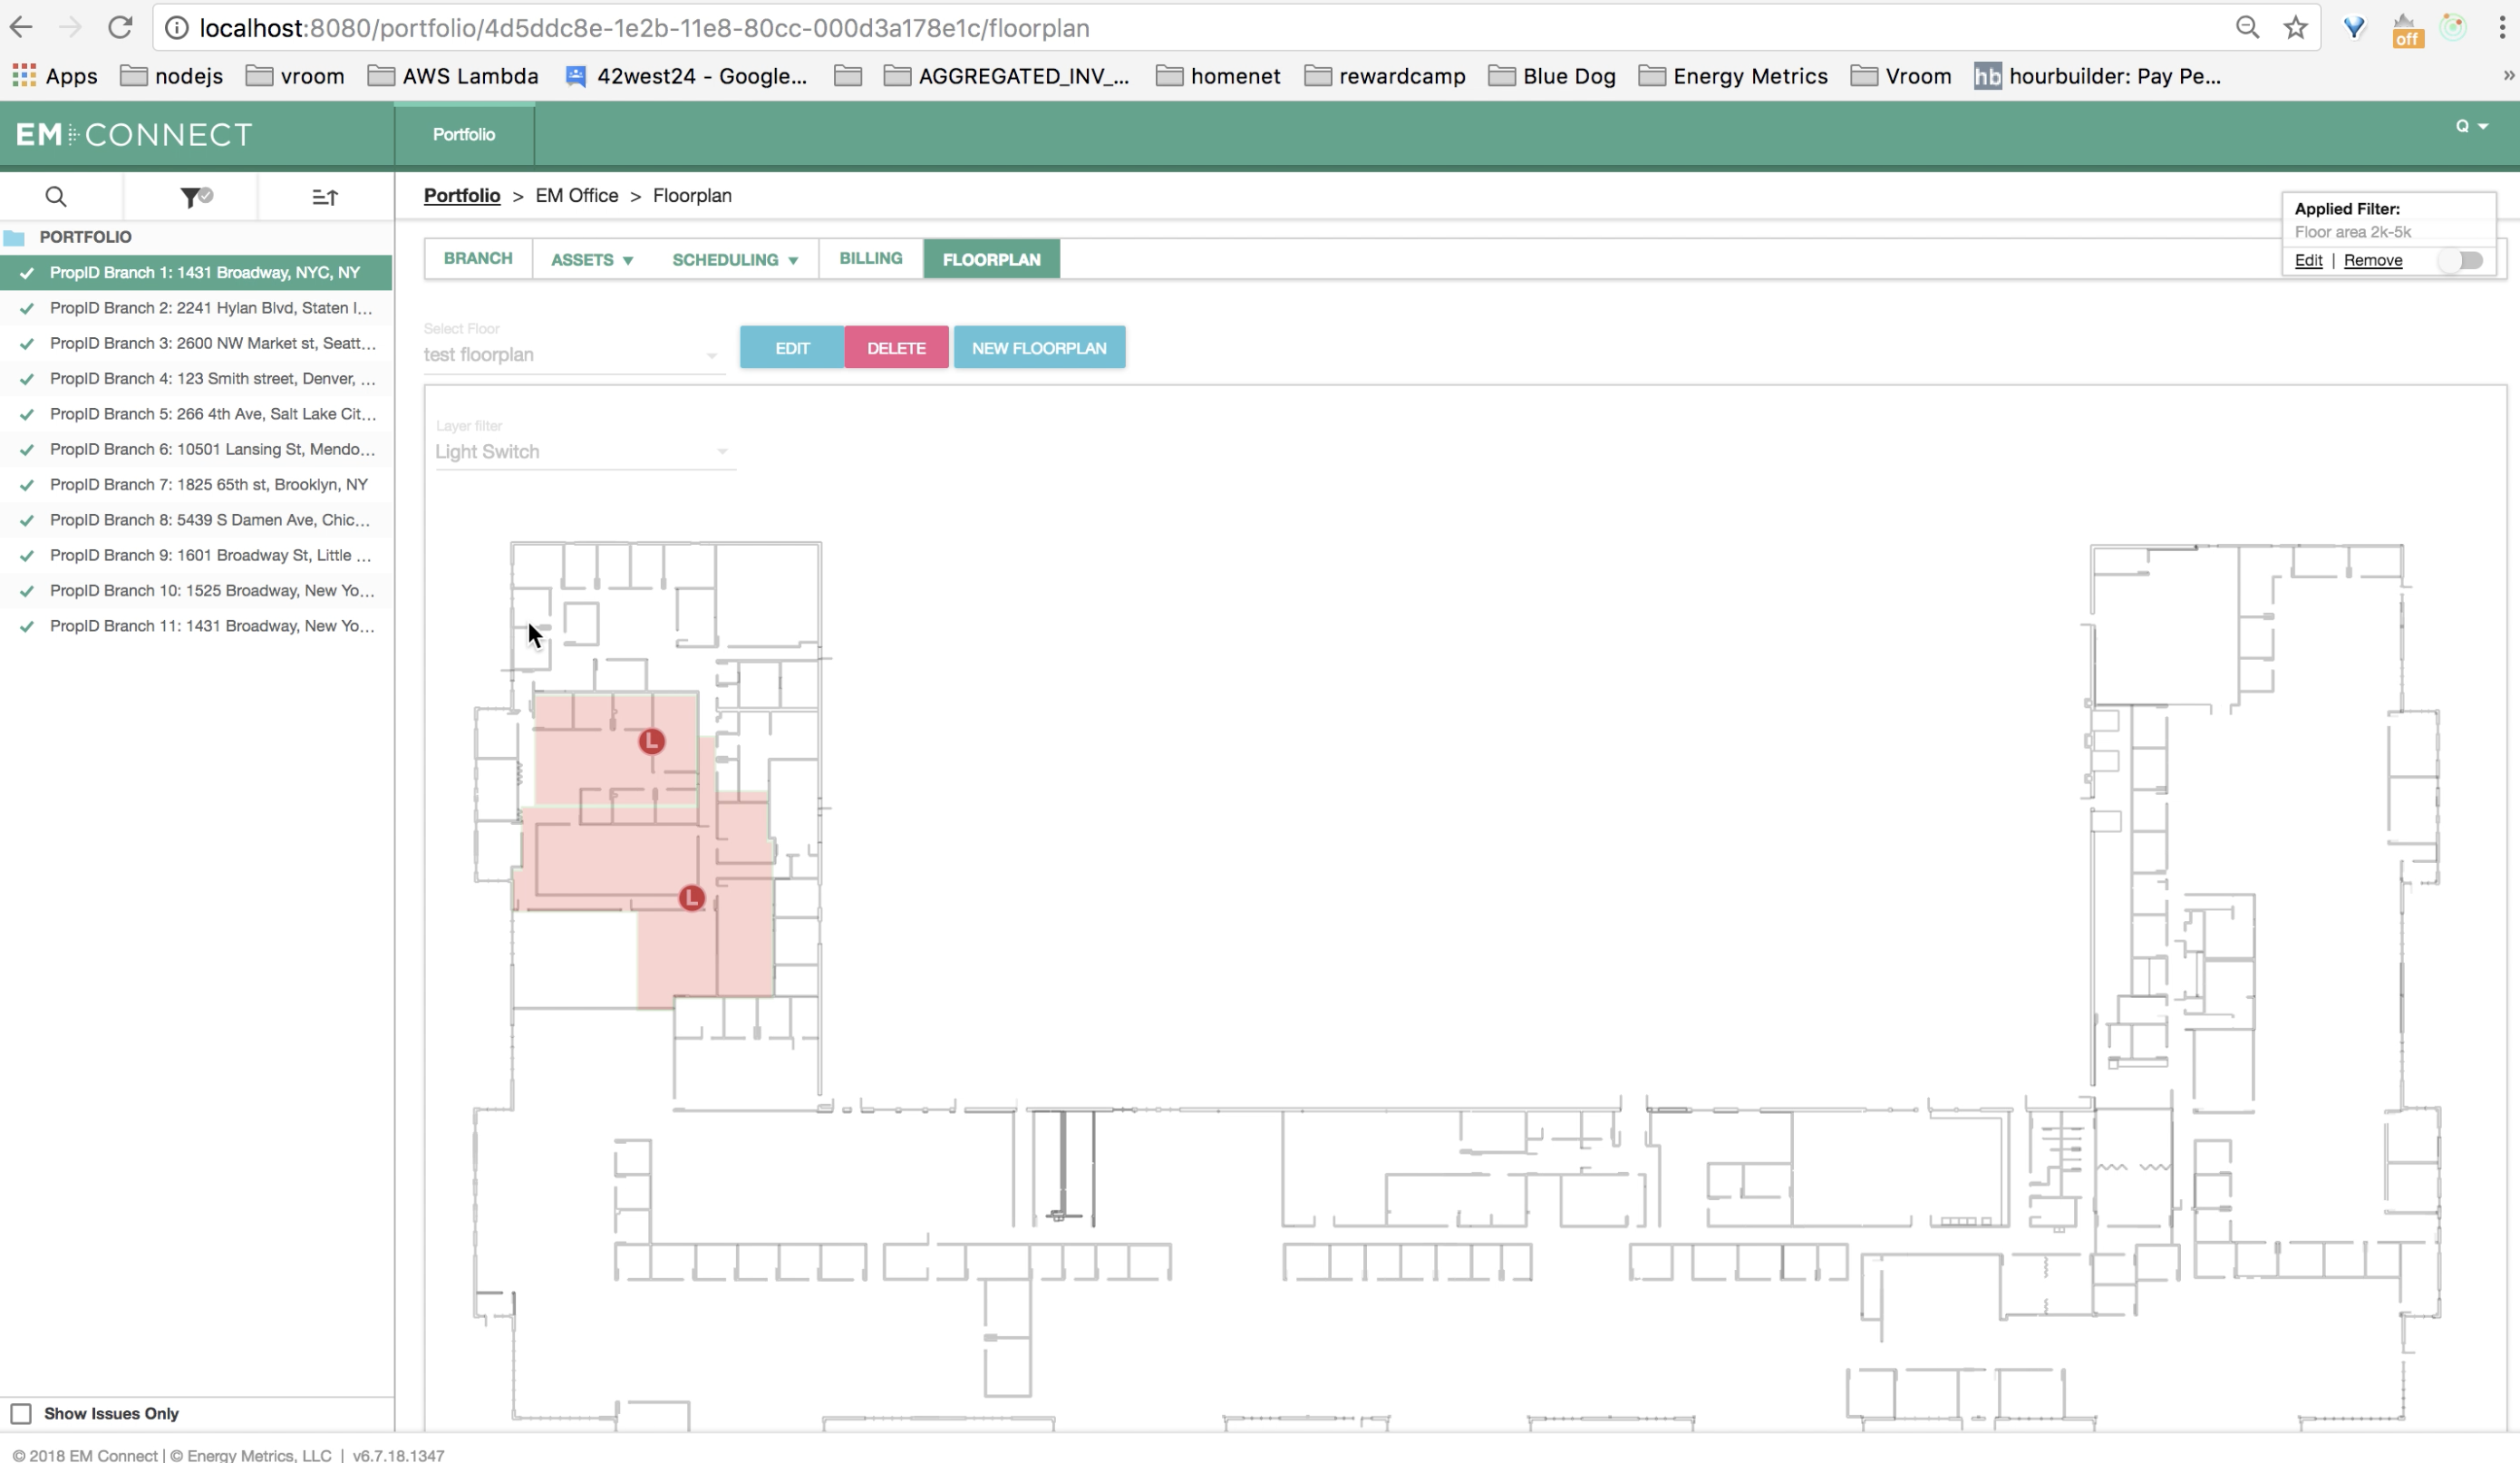 localhost:8080/portfolio/4d5ddc8e-1e2b-11e8-80cc-000d3a178e1c/floorplan
off
Apps nodejs vroom AWS Lambda 42west24 - Google... AGGREGATED_INV_... homenet rewardcamp Blue Dog Energy Metrics Vroom hb hourbuilder: Pay Pe... »
EM CONNECT Portfolio Q
Portfolio > EM Office > Floorplan
Applied Filter:
Floor area 2k-5k
Edit | Remove
PORTFOLIO
PropID Branch 1: 1431 Broadway, NYC, NY
PropID Branch 2: 2241 Hylan Blvd, Staten I...
PropID Branch 3: 2600 NW Market st, Seatt...
PropID Branch 4: 123 Smith street, Denver, ...
PropID Branch 5: 266 4th Ave, Salt Lake Cit...
PropID Branch 6: 10501 Lansing St, Mendo...
PropID Branch 7: 1825 65th st, Brooklyn, NY
PropID Branch 8: 5439 S Damen Ave, Chic...
PropID Branch 9: 1601 Broadway St, Little ...
PropID Branch 10: 1525 Broadway, New Yo...
PropID Branch 11: 1431 Broadway, New Yo...
BRANCH ASSETS SCHEDULING BILLING FLOORPLAN
Select Floor
test floorplan
EDIT DELETE NEW FLOORPLAN
Layer filter
Light Switch
L
L
Show Issues Only
© 2018 EM Connect | © Energy Metrics, LLC | v6.7.18.1347